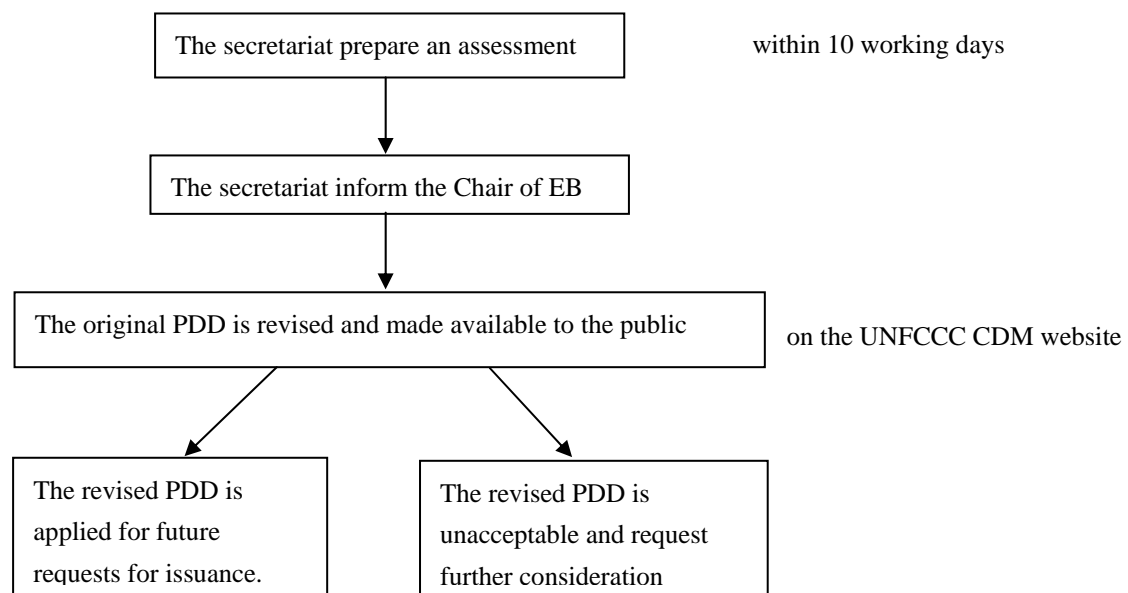 The secretariat prepare an assessment
within 10 working days
The secretariat inform the Chair of EB
The original PDD is revised and made available to the public
on the UNFCCC CDM website
The revised PDD is
applied for future
requests for issuance.
The revised PDD is
unacceptable and request
further consideration